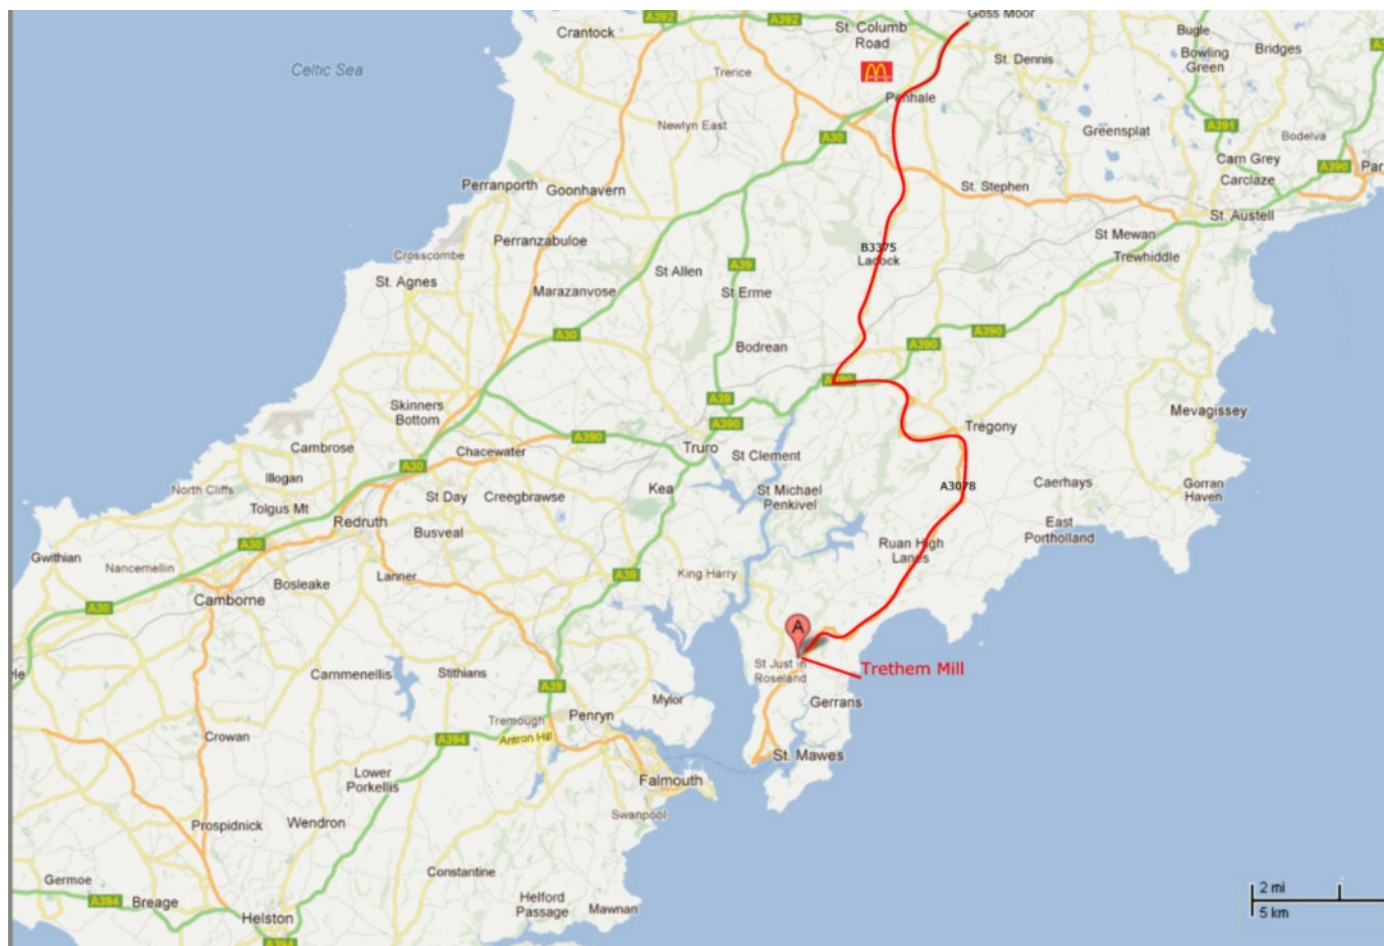 A392
A392
Goss Moor
Crantock
St. Columb
Road
Bugle
Bowling
Green
Bridges
Celtic Sea
Trerice
St. Dennis
Penhale
Newlyn East
A30
Greensplat
A391
Bodelva
Carn Grey
Carclaze
A390
Par
Perranporth
Goonhavern
St. Stephen
St. Austell
Perranzabuloe
St Mewan
Trewhiddle
Crosscombe
B3375
Ladock
St. Agnes
St Allen
A39
St Erme
Marazanvose
A30
A390
A390
Bodrean
A390
Skinners
Bottom
A39
A390
Mevagissey
Tregony
Cambrose
Chacewater
A390
Truro
St Clement
A30
Illogan
North Cliffs
Tolgus Mt
St Day
Creegbrawse
Kea
St Michael
Penkivel
A3078
Caerhays
Gorran
Haven
Redruth
Busveal
East
Portholland
Gwithian
A30
Nancemellin
Ruan High
Lanes
Bosleake
Lanner
A39
King Harry
A30
Camborne
A
St Just in
Roseland
Trethem Mill
Carnmenellis
Stithians
A39
Mylor
Gerrans
Tremough
Penryn
Antron Hill
Crowan
A394
St. Mawes
Lower
Porkellis
Falmouth
Swanpool
Prospidnick
Wendron
Constantine
Germoe
A394
Breage
Helford
Passage
Mawnan
Helston
A394
2 mi
5 km